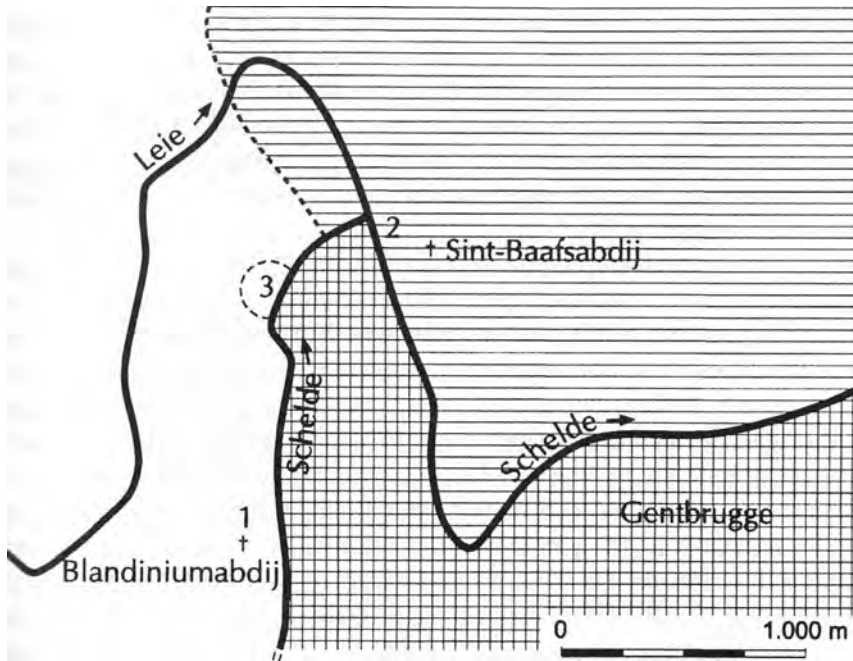 Leie →
2
† Sint-Baafsabdij
3
Schelde →
Schelde →
1
†
Gentbrugge
Blandiniumabdij
0 1.000 m